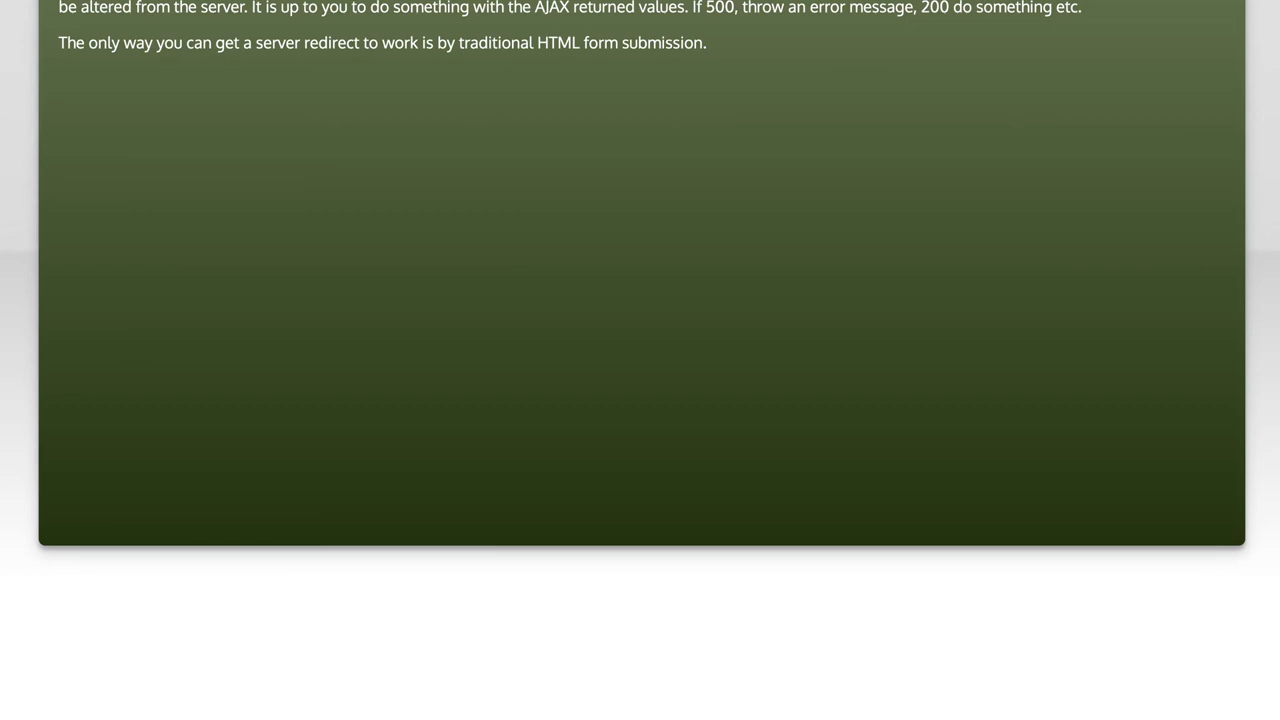 be altered from the server. It is up to you to do something with the AJAX returned values. If 500, throw an error message, 200 do something etc.
The only way you can get a server redirect to work is by traditional HTML form submission.